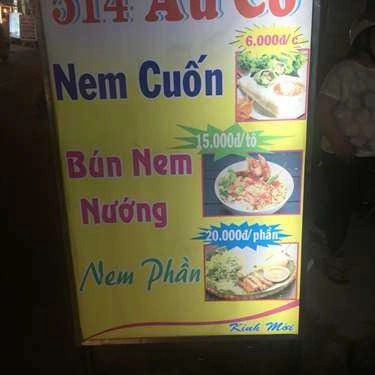 314 Âu Cơ
6.000đ/c
Nem Cuốn
15.000đ/tô
Bún Nem
Nướng
20.000đ/phần
Nem Phần
Kính Mời